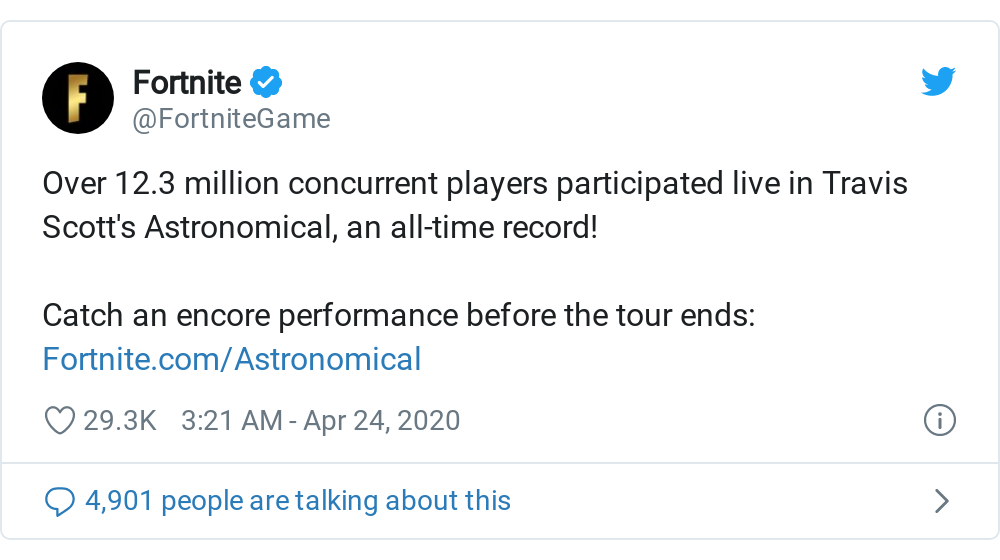 F
Fortnite
@FortniteGame
Over 12.3 million concurrent players participated live in Travis
Scott's Astronomical, an all-time record!
Catch an encore performance before the tour ends:
Fortnite.com/Astronomical
29.3K 3:21 AM - Apr 24, 2020
4,901 people are talking about this